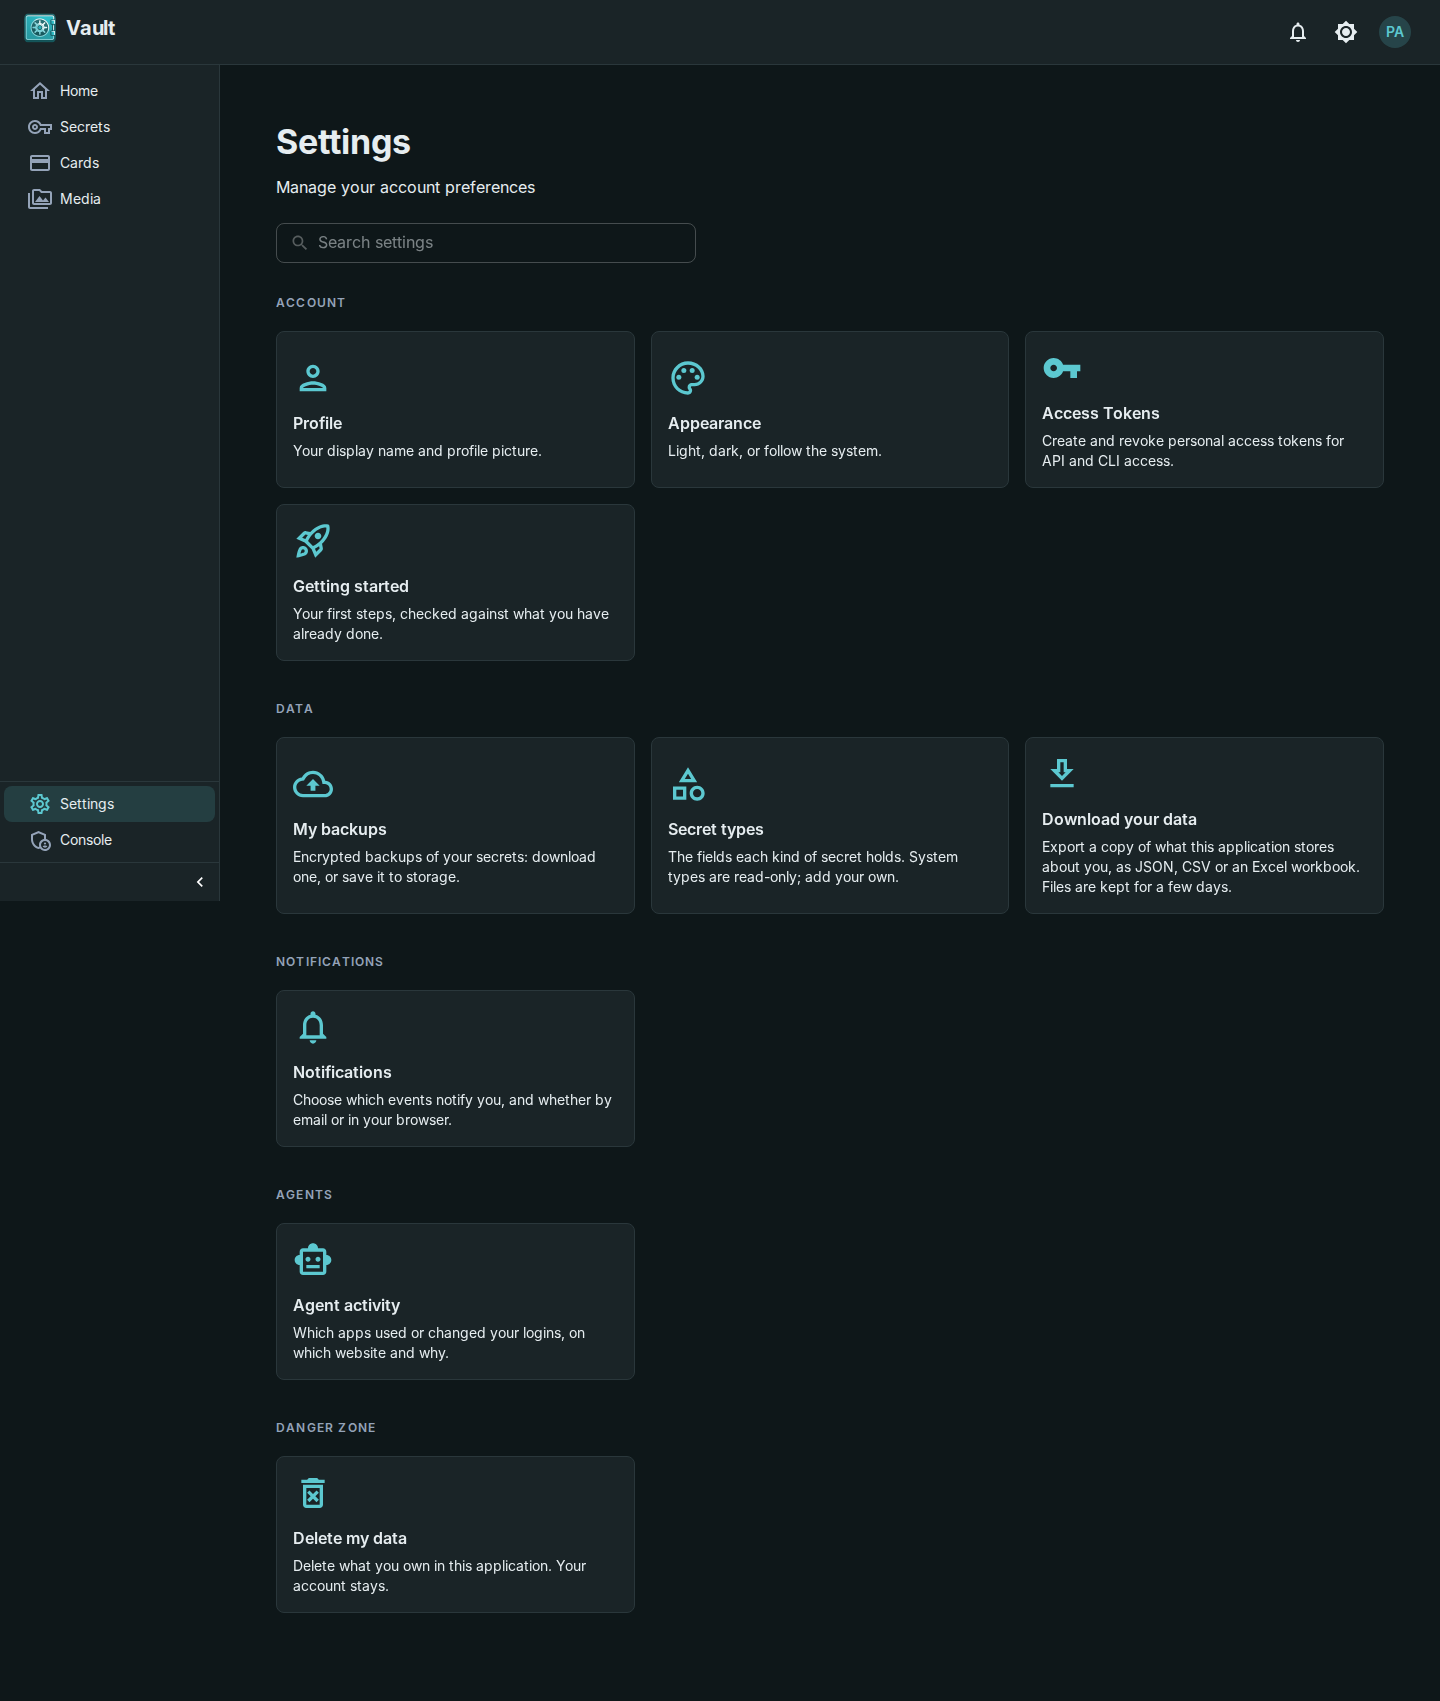 Vault
PA
Home
Secrets
Cards
Media
Settings
Console
Settings
Manage your account preferences
Search settings
ACCOUNT
Profile
Your display name and profile picture.
Appearance
Light, dark, or follow the system.
Access Tokens
Create and revoke personal access tokens for
API and CLI access.
Getting started
Your first steps, checked against what you have
already done.
DATA
My backups
Encrypted backups of your secrets: download
one, or save it to storage.
Secret types
The fields each kind of secret holds. System
types are read-only; add your own.
Download your data
Export a copy of what this application stores
about you, as JSON, CSV or an Excel workbook.
Files are kept for a few days.
NOTIFICATIONS
Notifications
Choose which events notify you, and whether by
email or in your browser.
AGENTS
Agent activity
Which apps used or changed your logins, on
which website and why.
DANGER ZONE
Delete my data
Delete what you own in this application. Your
account stays.